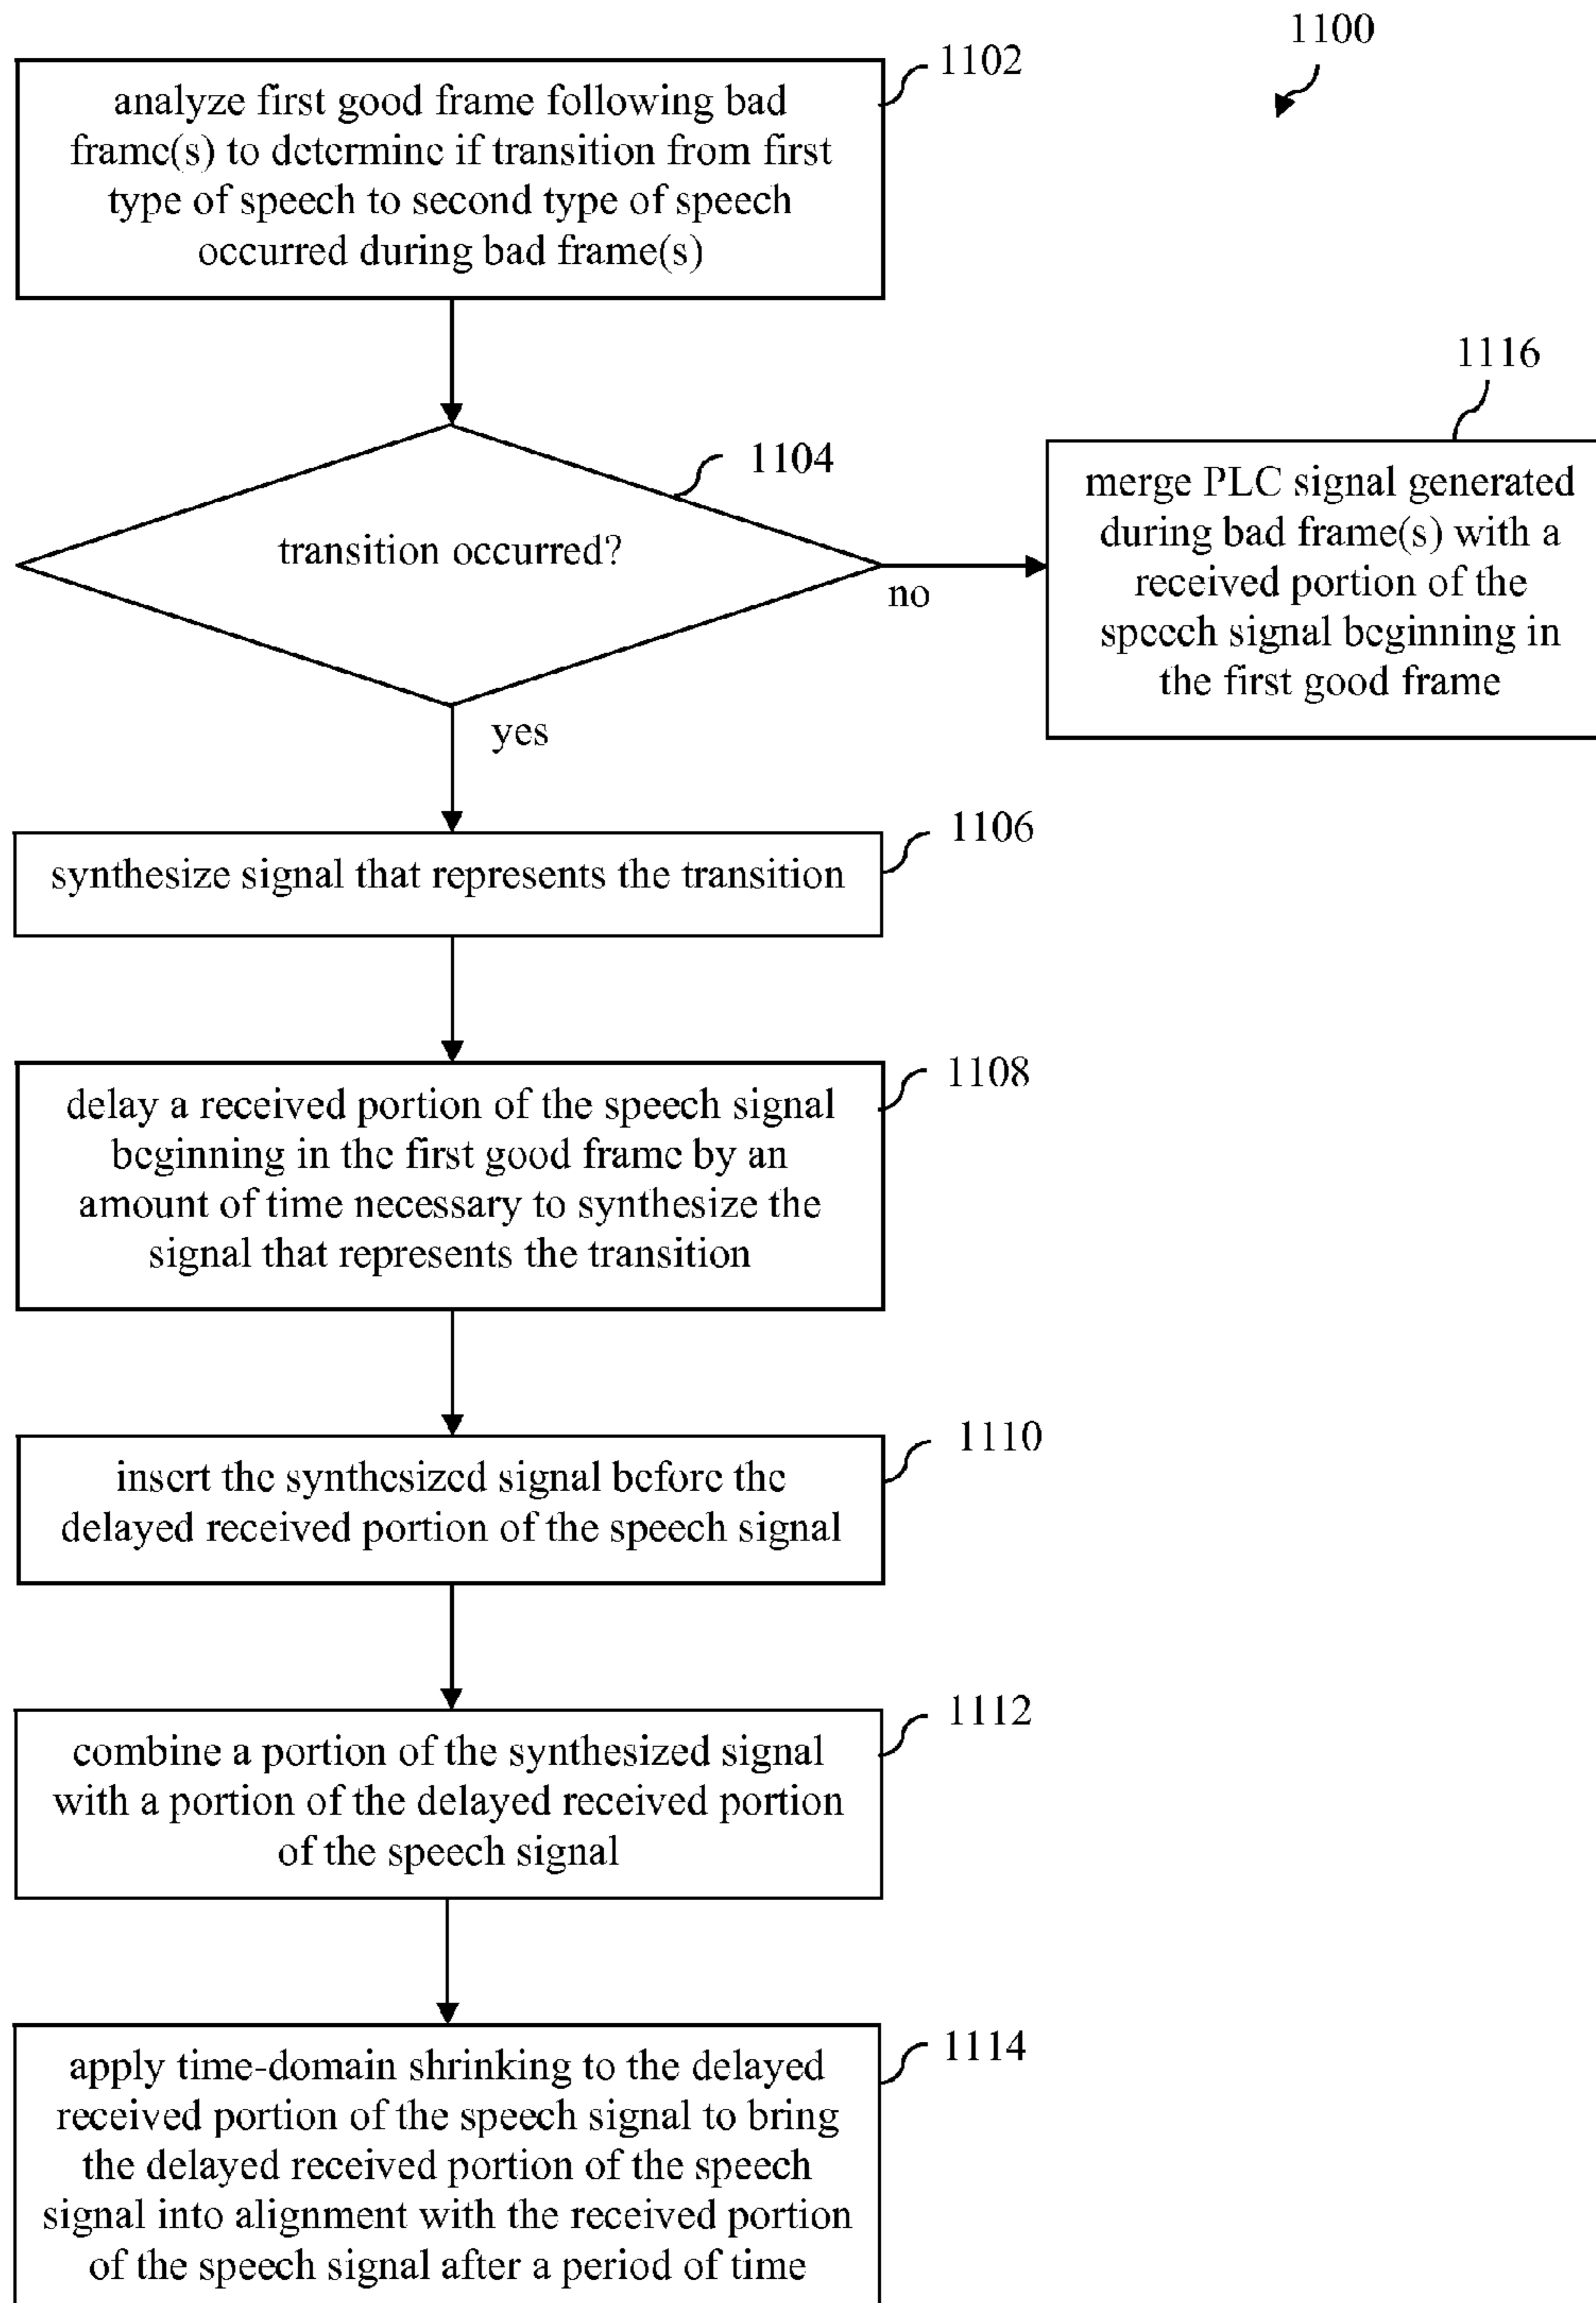 1100
1102
analyze first good frame following bad
frame(s) to determine if transition from first
type of speech to second type of speech
occurred during bad frame(s)
1104
transition occurred?
no
yes
1116
merge PLC signal generated
during bad frame(s) with a
received portion of the
speech signal beginning in
the first good frame
1106
synthesize signal that represents the transition
1108
delay a received portion of the speech signal
beginning in the first good frame by an
amount of time necessary to synthesize the
signal that represents the transition
1110
insert the synthesized signal before the
delayed received portion of the speech signal
1112
combine a portion of the synthesized signal
with a portion of the delayed received portion
of the speech signal
1114
apply time-domain shrinking to the delayed
received portion of the speech signal to bring
the delayed received portion of the speech
signal into alignment with the received portion
of the speech signal after a period of time